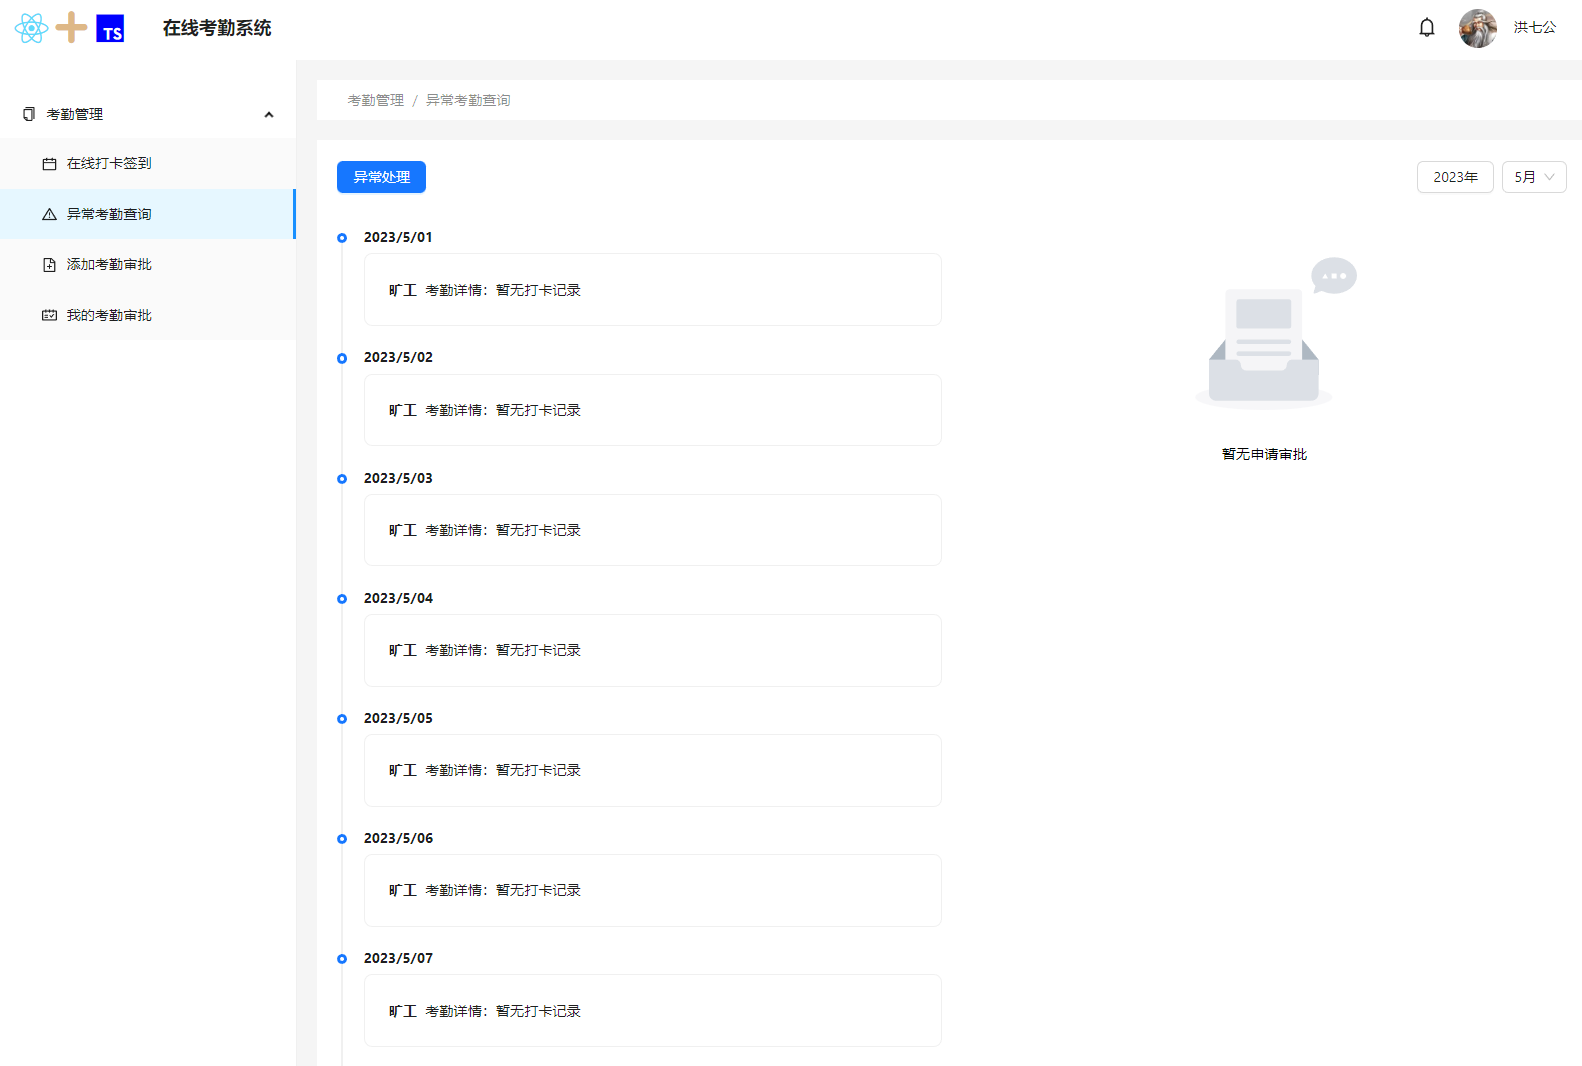 TS 在线考勤系统 洪七公
考勤管理
在线打卡签到
异常考勤查询
添加考勤审批
我的考勤审批
考勤管理 / 异常考勤查询
异常处理 2023年 5月
2023/5/01
旷工 考勤详情：暂无打卡记录
2023/5/02
旷工 考勤详情：暂无打卡记录
2023/5/03
旷工 考勤详情：暂无打卡记录
2023/5/04
旷工 考勤详情：暂无打卡记录
2023/5/05
旷工 考勤详情：暂无打卡记录
2023/5/06
旷工 考勤详情：暂无打卡记录
2023/5/07
旷工 考勤详情：暂无打卡记录
暂无申请审批